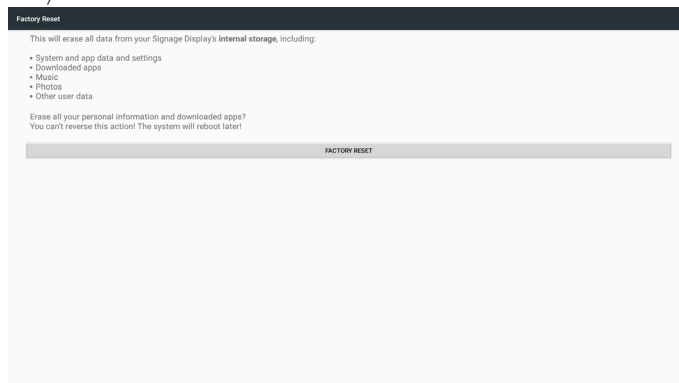 Factory Reset
This will erase all data from your Signage Display's internal storage, including:
▪ System and app data and settings
▪ Downloaded apps
▪ Music
▪ Photos
▪ Other user data
Erase all your personal information and downloaded apps?
You can't reverse this action! The system will reboot later!
FACTORY RESET